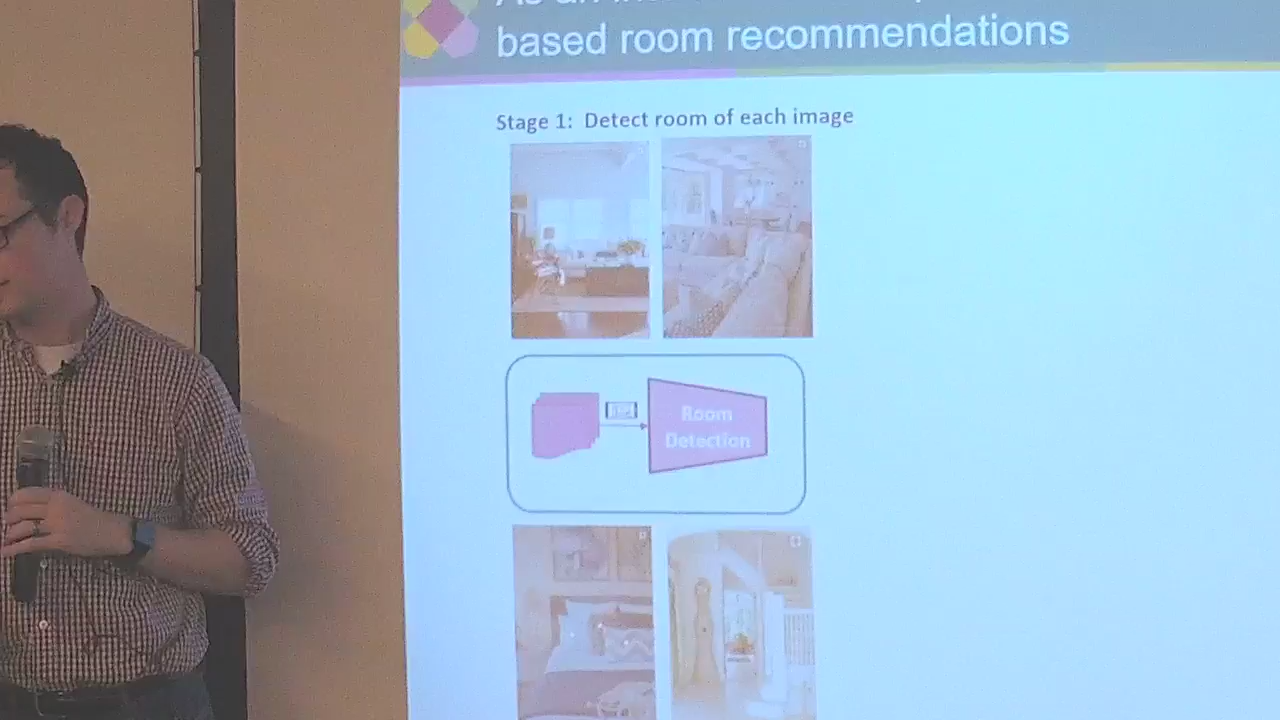 based room recommendations
Stage 1: Detect room of each image
Room
Detection